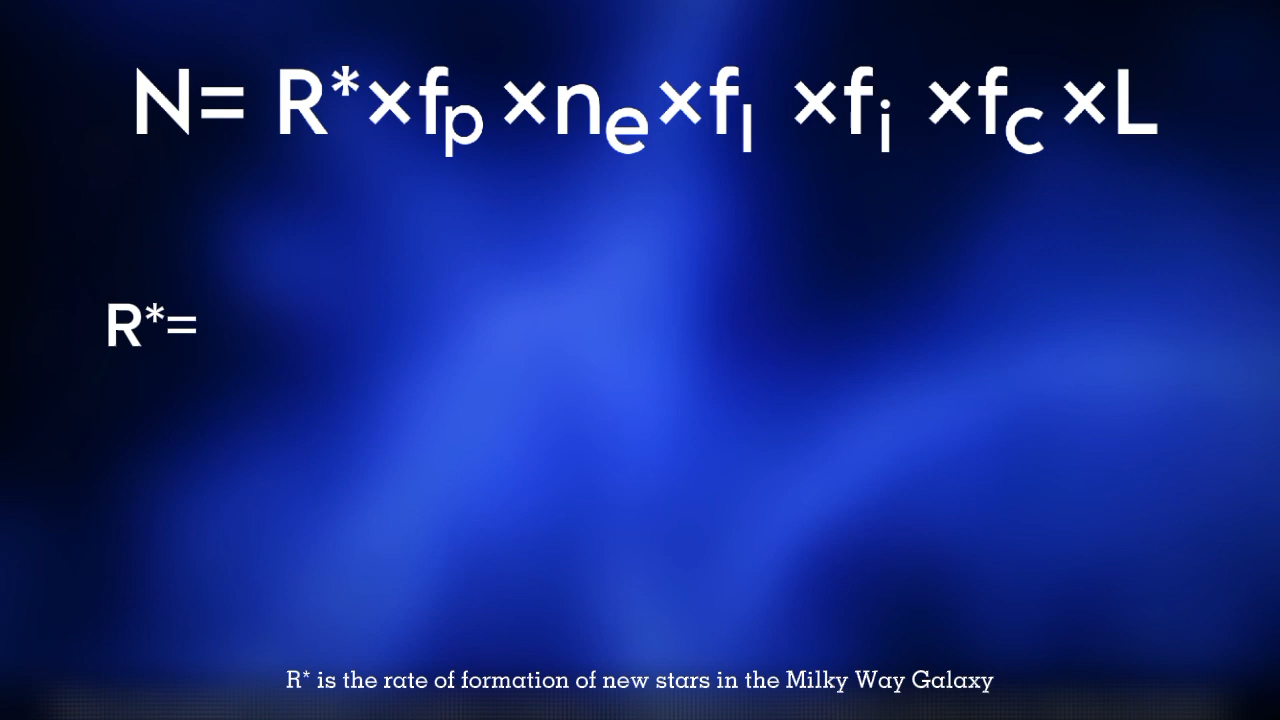 N= R*×fp ×ne×fl ×fi ×fc ×L
R*=
R* is the rate of formation of new stars in the Milky Way Galaxy